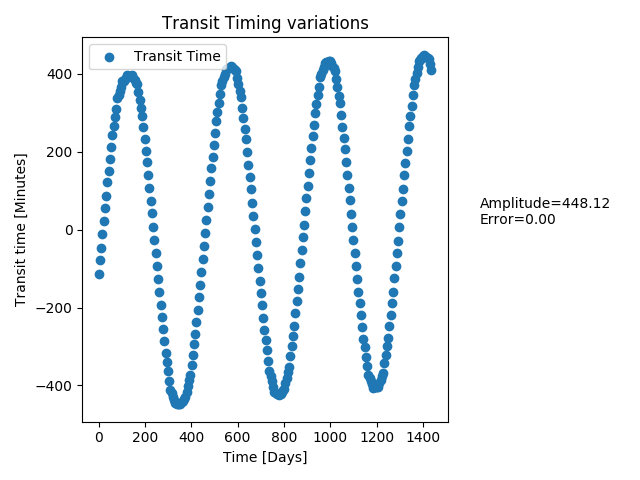 Transit Timing variations
Transit Time
400
200
0
−200
−400
Transit time [Minutes]
0
200
400
600
800
1000
1200
1400
Time [Days]
Amplitude=448.12
Error=0.00